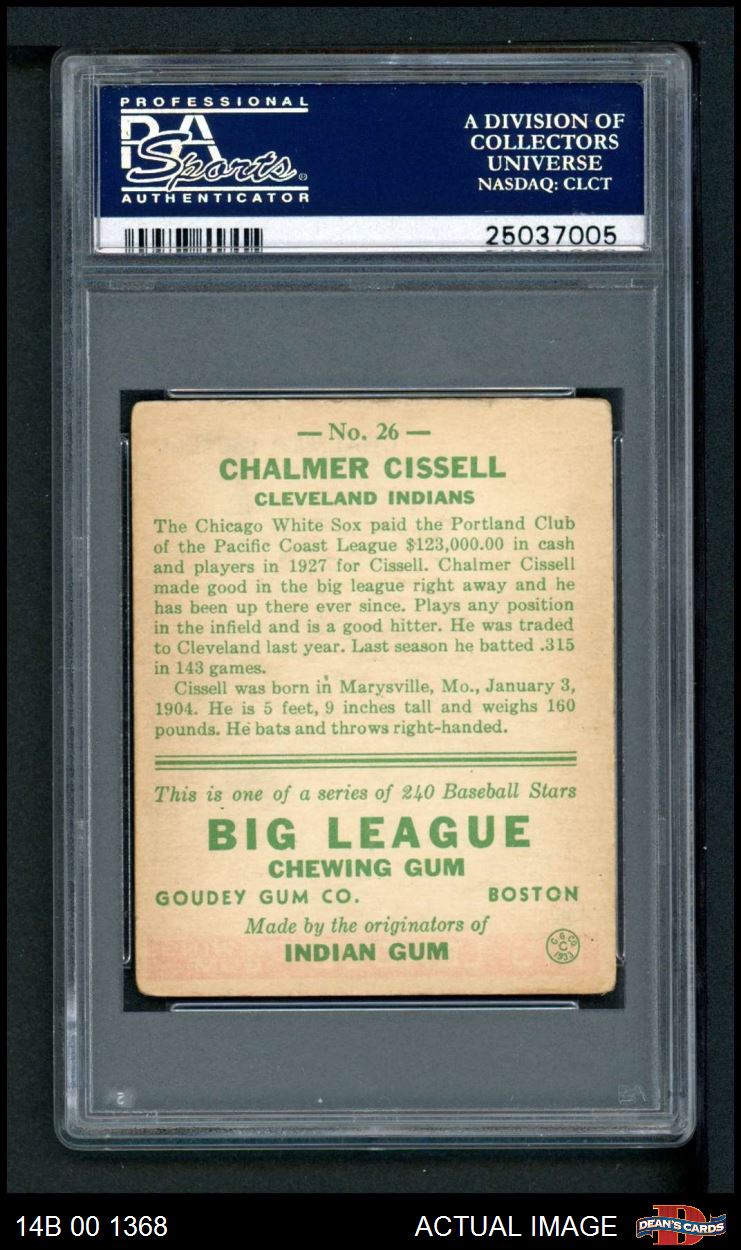 PROFESSIONAL
PSA
Sports®
AUTHENTICATOR
A DIVISION OF
COLLECTORS
UNIVERSE
NASDAQ: CLCT
25037005
— No. 26 —
CHALMER CISSELL
CLEVELAND INDIANS
The Chicago White Sox paid the Portland Club
of the Pacific Coast League $123,000.00 in cash
and players in 1927 for Cissell. Chalmer Cissell
made good in the big league right away and he
has been up there ever since. Plays any position
in the infield and is a good hitter. He was traded
to Cleveland last year. Last season he batted .315
in 143 games.
Cissell was born in Marysville, Mo., January 3,
1904. He is 5 feet, 9 inches tall and weighs 160
pounds. He bats and throws right-handed.
This is one of a series of 240 Baseball Stars
BIG LEAGUE
CHEWING GUM
GOUDEY GUM CO. BOSTON
Made by the originators of
INDIAN GUM
G. G. CO.
C
1933
14B 00 1368
ACTUAL IMAGE
D
DEAN'S CARDS